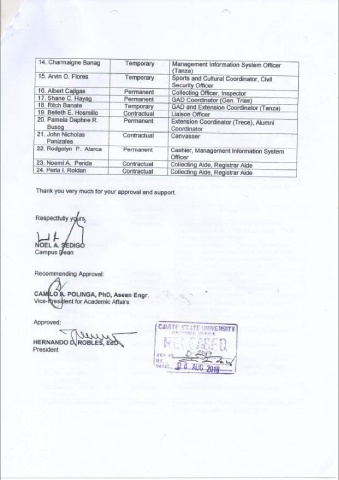 14. Charmaigne Banag Temporary Management Information System Officer
(Tanza)
15. Arvin O. Flores Temporary Sports and Cultural Coordinator, Civil
Security Officer
16. Albert Cajigas Permanent Collecting Officer, Inspector
17. Shane C. Hayag Permanent GAD Coordinator (Gen. Trias)
18. Ritch Banate Temporary GAD and Extension Coordinator (Tanza)
19. Belleth E. Hosmillo Contractual Liaison Officer
20. Pamela Daphne R. Permanent Extension Coordinator (Trece), Alumni
Busog Coordinator
21. John Nicholas Contractual Canvasser
Panizales
22. Rodgelyn P. Alarca Permanent Cashier, Management Information System
Officer
23. Noemi A. Peride Contractual Collecting Aide, Registrar Aide
24. Perla I. Roldan Contractual Collecting Aide, Registrar Aide
Thank you very much for your approval and support.
Respectfully yours,
NOEL A. SEDIGO
Campus Dean
Recommending Approval:
CAMILO A. POLINGA, PhD, Asean Engr.
Vice-President for Academic Affairs
Approved:
HERNANDO D. ROBLES, EdD
President
CAVITE STATE UNIVERSITY
RELEASED
BY:
DATE: 08 AUG 2018